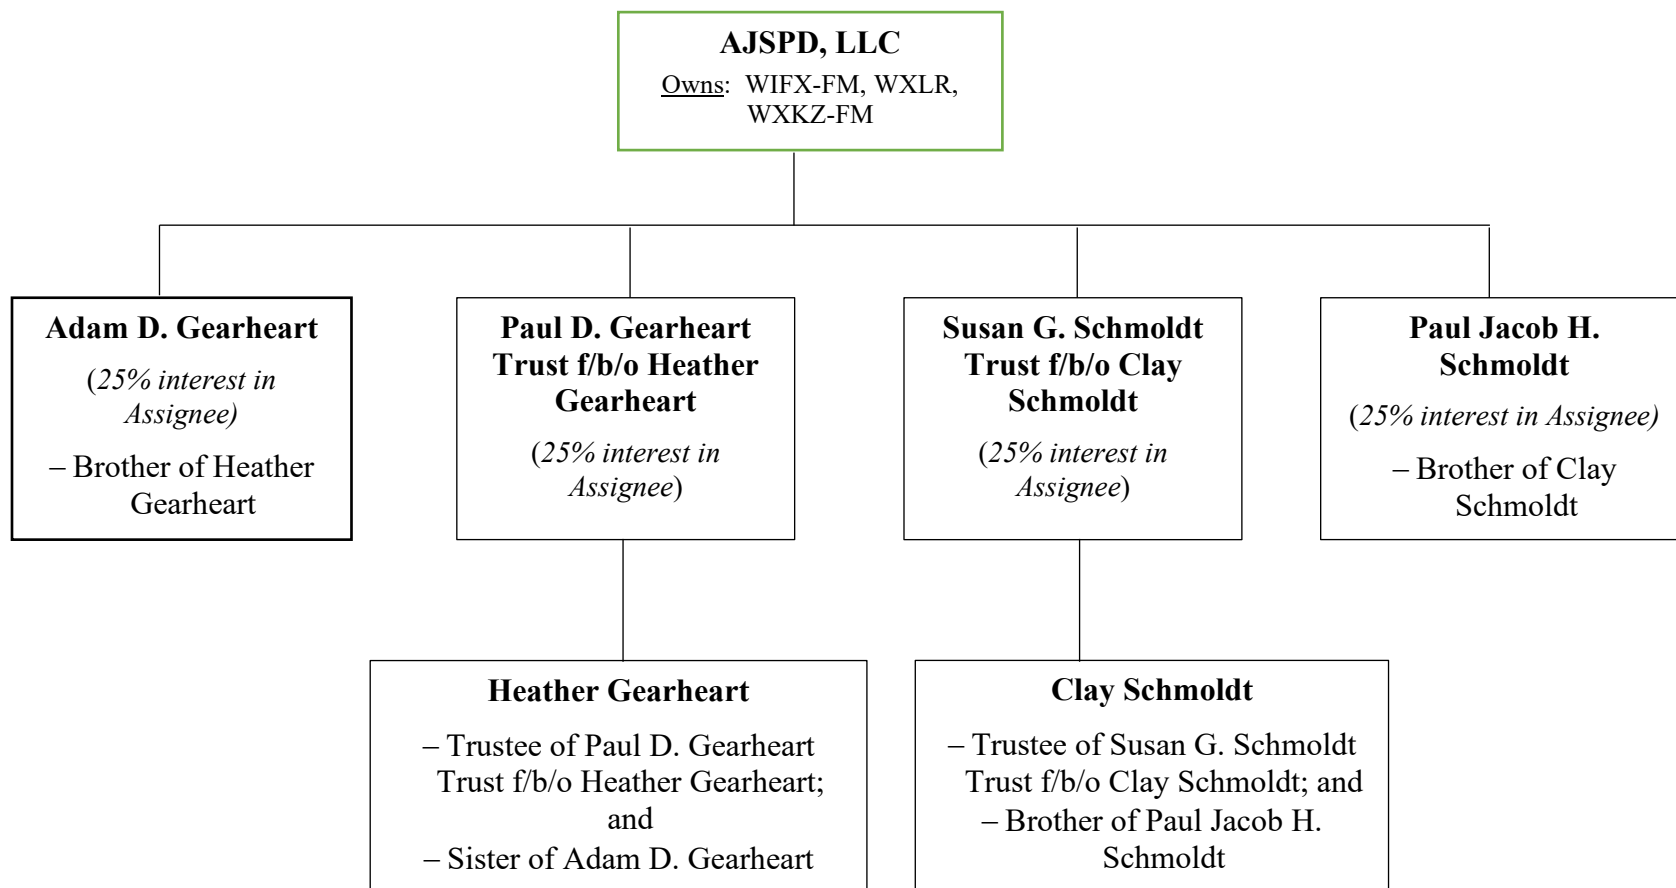 AJSPD, LLC
Owns: WIFX-FM, WXLR,
WXKZ-FM
Adam D. Gearheart
(25% interest in
Assignee)
– Brother of Heather
Gearheart
Paul D. Gearheart
Trust f/b/o Heather
Gearheart
(25% interest in
Assignee)
Susan G. Schmoldt
Trust f/b/o Clay
Schmoldt
(25% interest in
Assignee)
Paul Jacob H.
Schmoldt
(25% interest in Assignee)
– Brother of Clay
Schmoldt
Heather Gearheart
– Trustee of Paul D. Gearheart
Trust f/b/o Heather Gearheart;
and
– Sister of Adam D. Gearheart
Clay Schmoldt
– Trustee of Susan G. Schmoldt
Trust f/b/o Clay Schmoldt; and
– Brother of Paul Jacob H.
Schmoldt